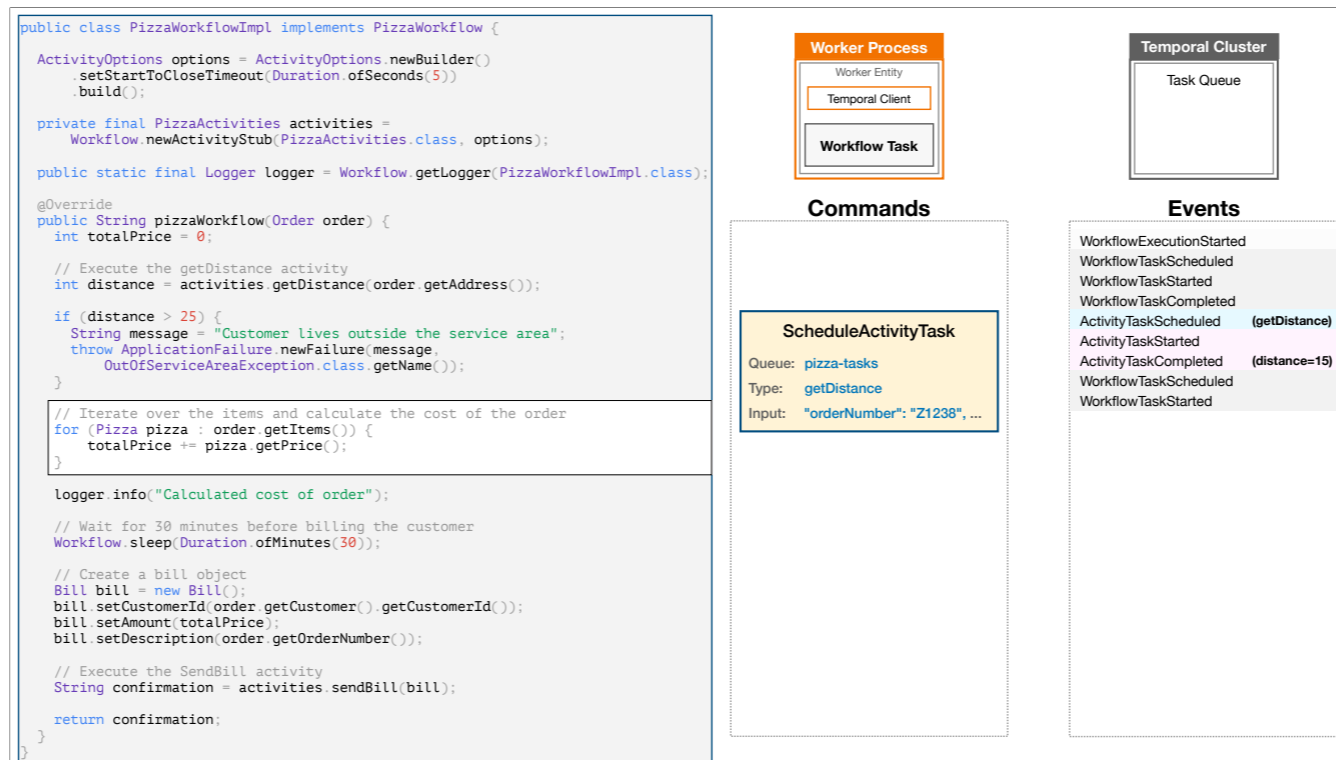 public class PizzaWorkflowImpl implements PizzaWorkflow {
ActivityOptions options = ActivityOptions.newBuilder()
.setStartToCloseTimeout(Duration.ofSeconds(5))
.build();
private final PizzaActivities activities =
Workflow.newActivityStub(PizzaActivities.class, options);
public static final Logger logger = Workflow.getLogger(PizzaWorkflowImpl.class);
@Override
public String pizzaWorkflow(Order order) {
int totalPrice = 0;
// Execute the getDistance activity
int distance = activities.getDistance(order.getAddress());
if (distance > 25) {
String message = "Customer lives outside the service area";
throw ApplicationFailure.newFailure(message,
OutOfServiceAreaException.class.getName());
}
// Iterate over the items and calculate the cost of the order
for (Pizza pizza : order.getItems()) {
totalPrice += pizza.getPrice();
}
logger.info("Calculated cost of order");
// Wait for 30 minutes before billing the customer
Workflow.sleep(Duration.ofMinutes(30));
// Create a bill object
Bill bill = new Bill();
bill.setCustomerId(order.getCustomer().getCustomerId());
bill.setAmount(totalPrice);
bill.setDescription(order.getOrderNumber());
// Execute the SendBill activity
String confirmation = activities.sendBill(bill);
return confirmation;
}
}
Worker Process
Worker Entity
Temporal Client
Workflow Task
Commands
ScheduleActivityTask
Queue: pizza-tasks
Type: getDistance
Input: "orderNumber": "Z1238", ...
Temporal Cluster
Task Queue
Events
WorkflowExecutionStarted
WorkflowTaskScheduled
WorkflowTaskStarted
WorkflowTaskCompleted
ActivityTaskScheduled (getDistance)
ActivityTaskStarted
ActivityTaskCompleted (distance=15)
WorkflowTaskScheduled
WorkflowTaskStarted